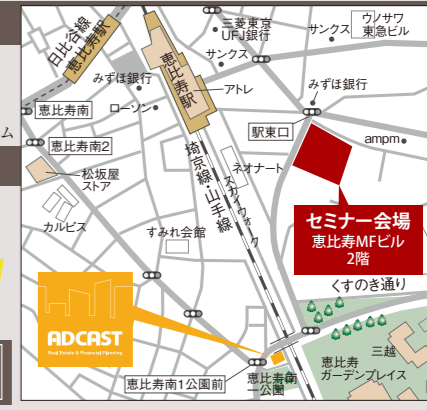 日比谷線
恵比寿駅
三菱東京
UFJ銀行
サンクス
サンクス
ウノサワ
東急ビル
みずほ銀行
恵比寿駅
アトレ
みずほ銀行
恵比寿南
ローソン
駅東口
ampm
ム
恵比寿南2
埼京線・山手線
スカイウォーク
ネオナート
松坂屋
ストア
カルピス
すみれ会館
セミナー会場
恵比寿MFビル
2階
くすのき通り
ADCAST
Real Estate & Financial Planning
三越
恵比寿
ガーデンプレイス
恵比寿南1公園前
恵比寿南
一公園